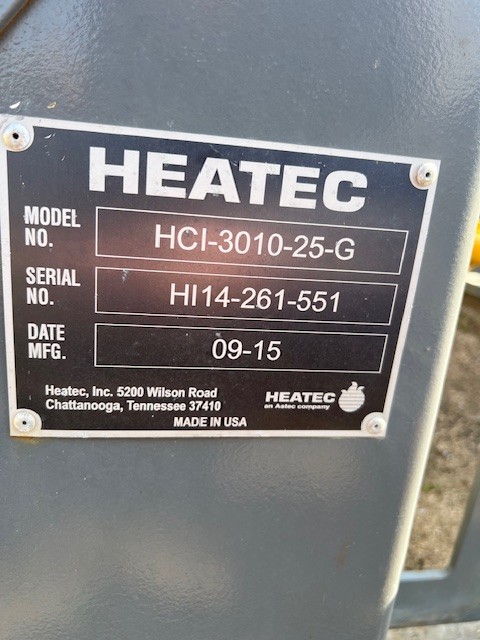 HEATEC
MODEL NO. HCI-3010-25-G
SERIAL NO. HI14-261-551
DATE MFG. 09-15
Heatec, Inc. 5200 Wilson Road
Chattanooga, Tennessee 37410
MADE IN USA
HEATEC
an Astec company